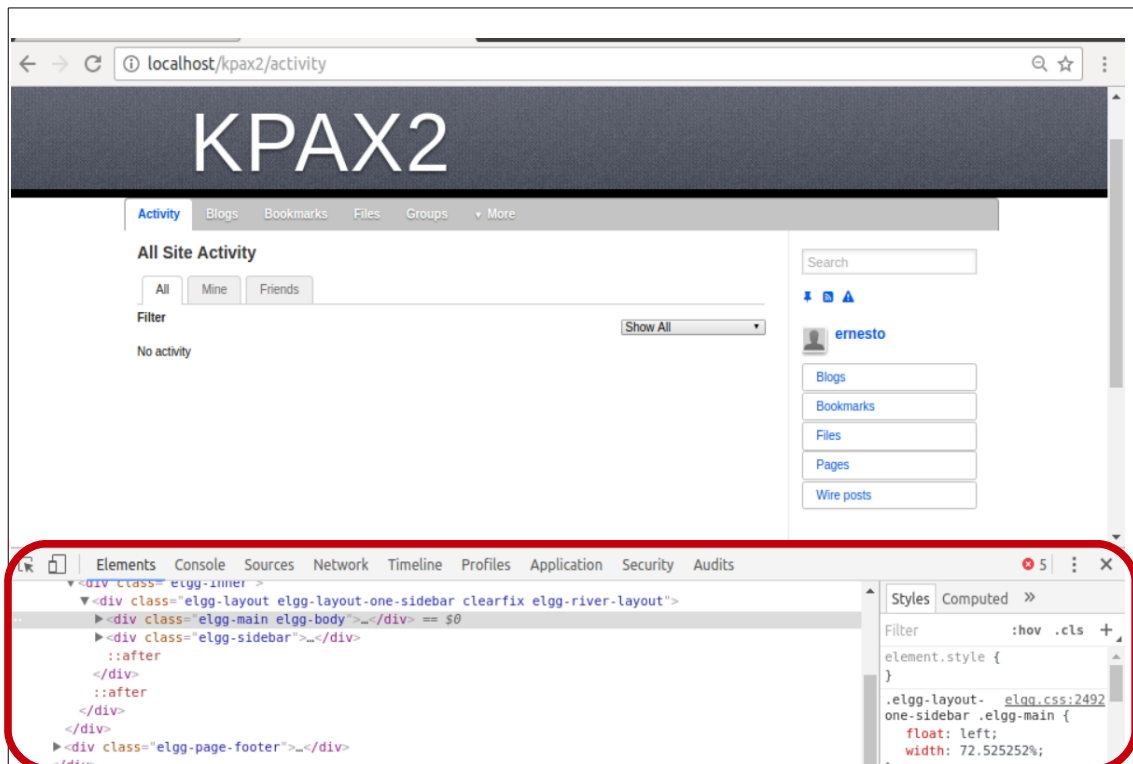 localhost/kpax2/activity
KPAX2
Activity Blogs Bookmarks Files Groups ▾ More
All Site Activity
All Mine Friends
Filter
Show All
No activity
Search
ernesto
Blogs
Bookmarks
Files
Pages
Wire posts
Elements Console Sources Network Timeline Profiles Application Security Audits 5
▼<div class="elgg-inner">
▼<div class="elgg-layout elgg-layout-one-sidebar clearfix elgg-river-layout">
▶<div class="elgg-main elgg-body">…</div> == $0
▶<div class="elgg-sidebar">…</div>
::after
</div>
::after
</div>
</div>
▶<div class="elgg-page-footer">…</div>
</div>
Styles Computed »
Filter :hov .cls +
element.style {
}
.elgg-layout- elgg.css:2492
one-sidebar .elgg-main {
float: left;
width: 72.525252%;
}